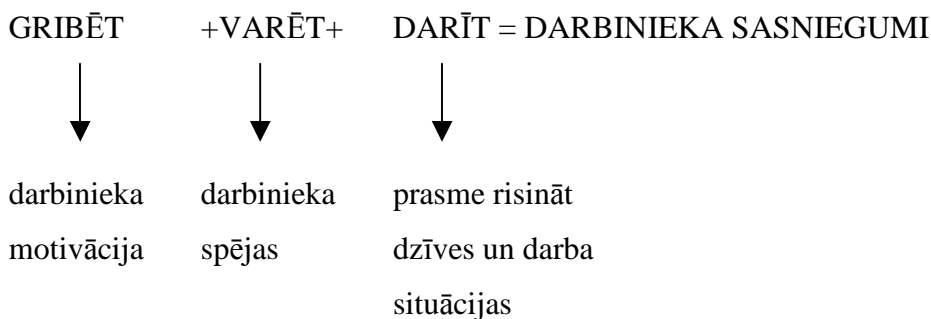 GRIBĒT +VARĒT+ DARĪT = DARBINIEKA SASNIEGUMI
darbinieka darbinieka prasme risināt
motivācija spējas dzīves un darba
situācijas